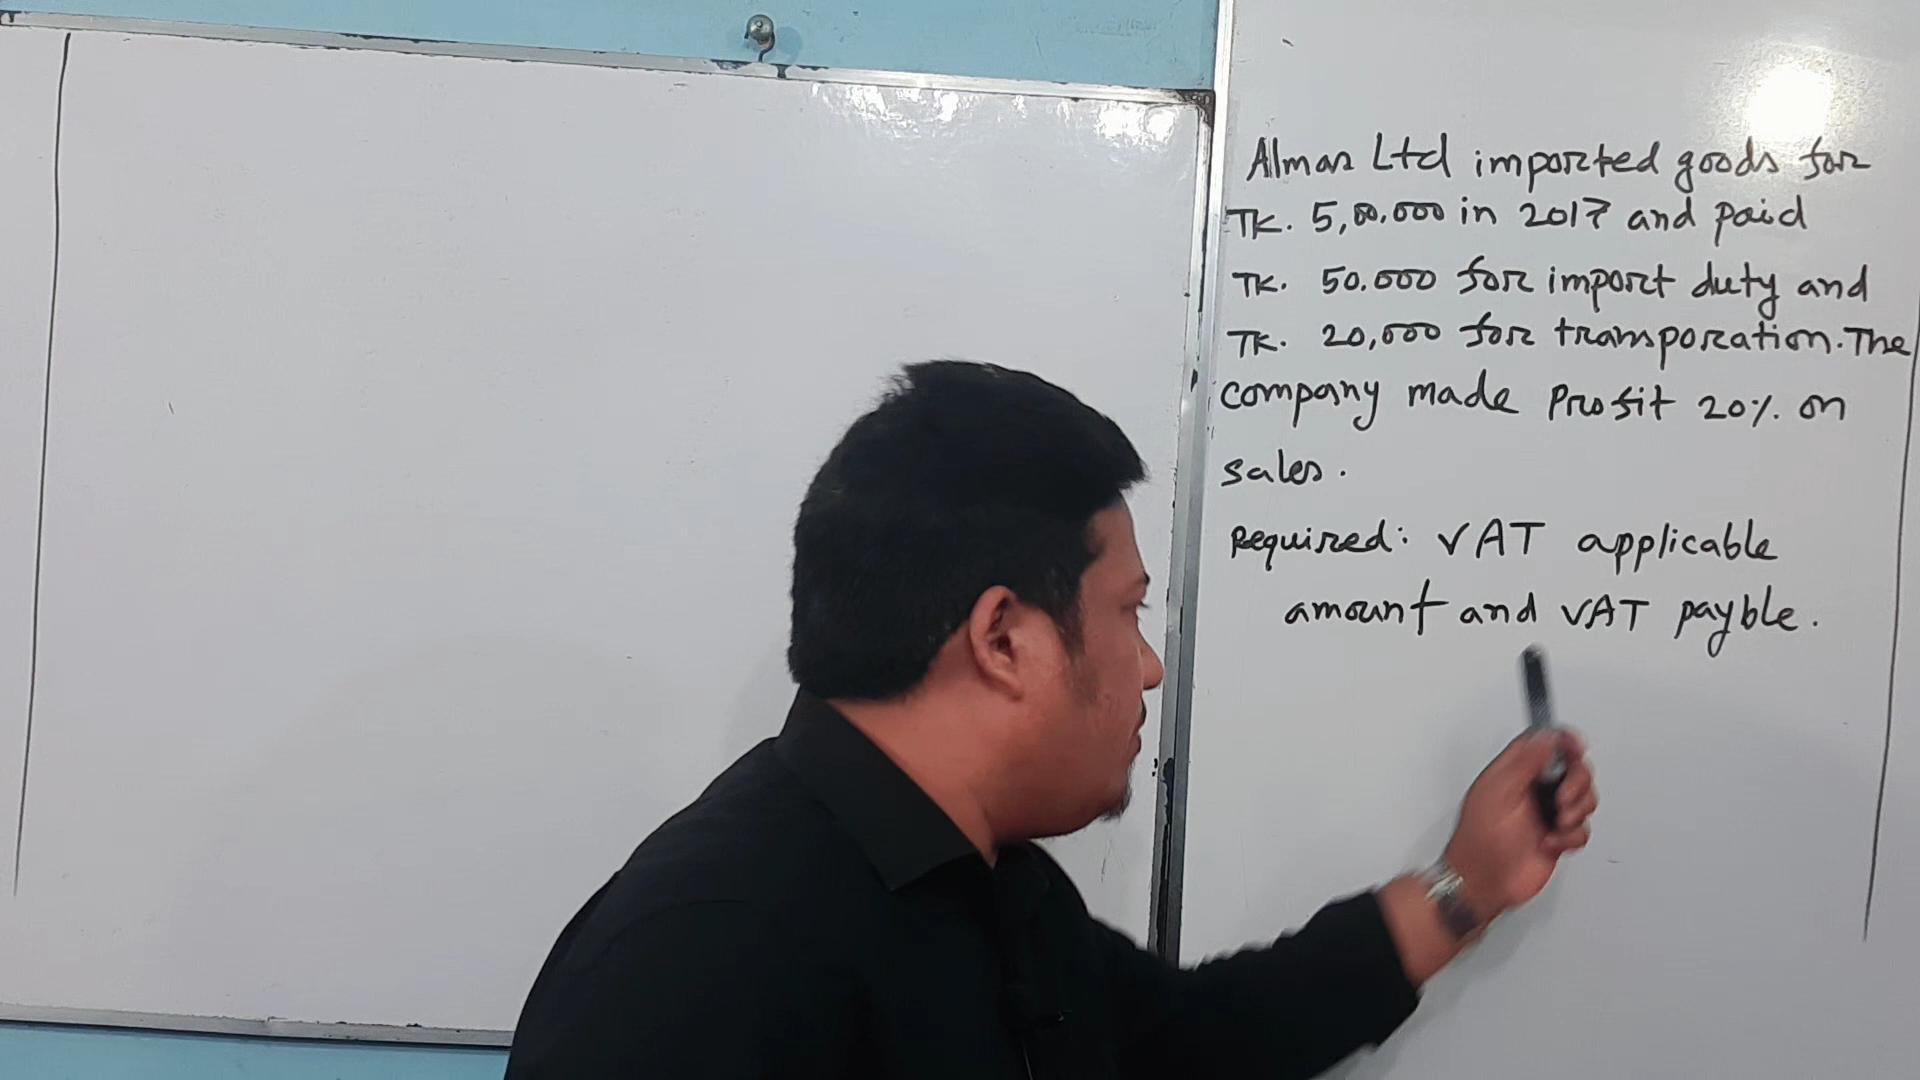 Almas Ltd imported goods for
TK. 5,00,000 in 2017 and paid
TK. 50.000 for import duty and
TK. 20,000 for transporation. The
company made Profit 20% on
sales.
Required: VAT applicable
amount and VAT payble.